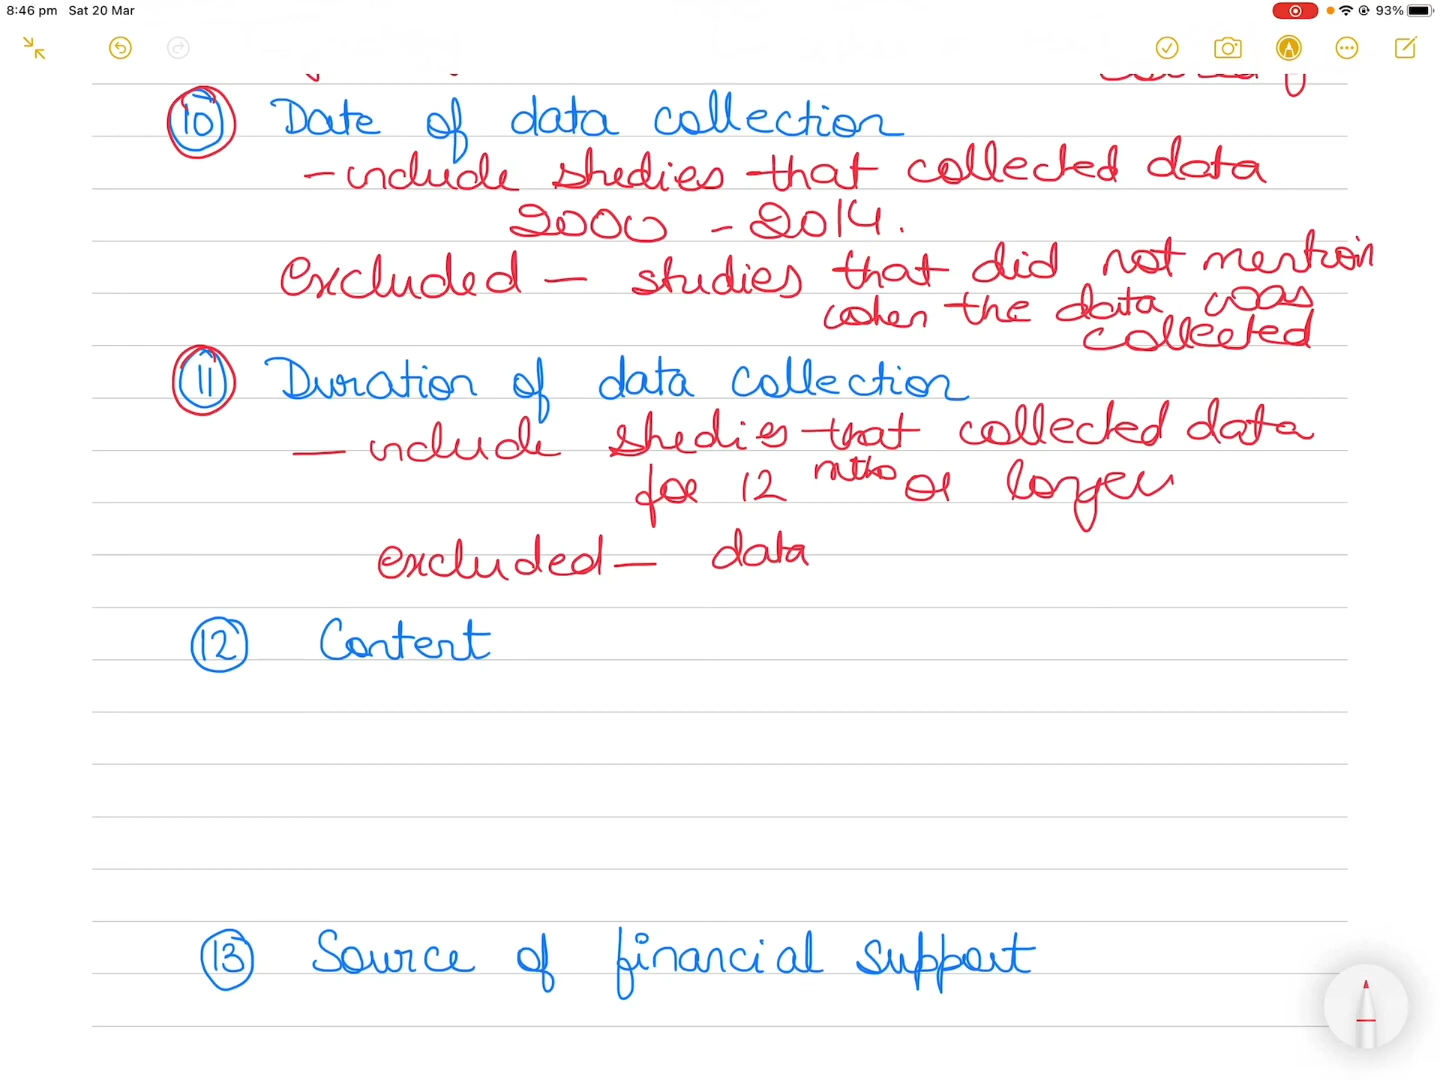 8:46 pm Sat 20 Mar 93%
10 Date of data collection
- include studies that collected data
2000 - 2014.
excluded - studies that did not mention
when the data was
collected
11 Duration of data collection
- include studies that collected data
for 12 mths or longer
excluded - data
12 Content
13 Source of financial support